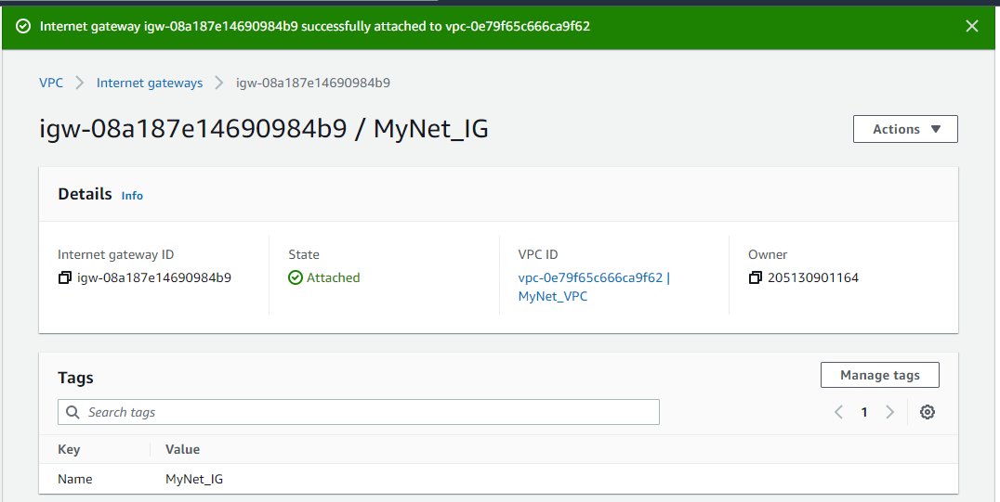 Internet gateway igw-08a187e14690984b9 successfully attached to vpc-0e79f65c666ca9f62
VPC Internet gateways igw-08a187e14690984b9
igw-08a187e14690984b9 / MyNet_IG
Actions
Details Info
Internet gateway ID State VPC ID Owner
igw-08a187e14690984b9 Attached vpc-0e79f65c666ca9f62 | 205130901164
MyNet_VPC
Tags Manage tags
Search tags 1
Key Value
Name MyNet_IG